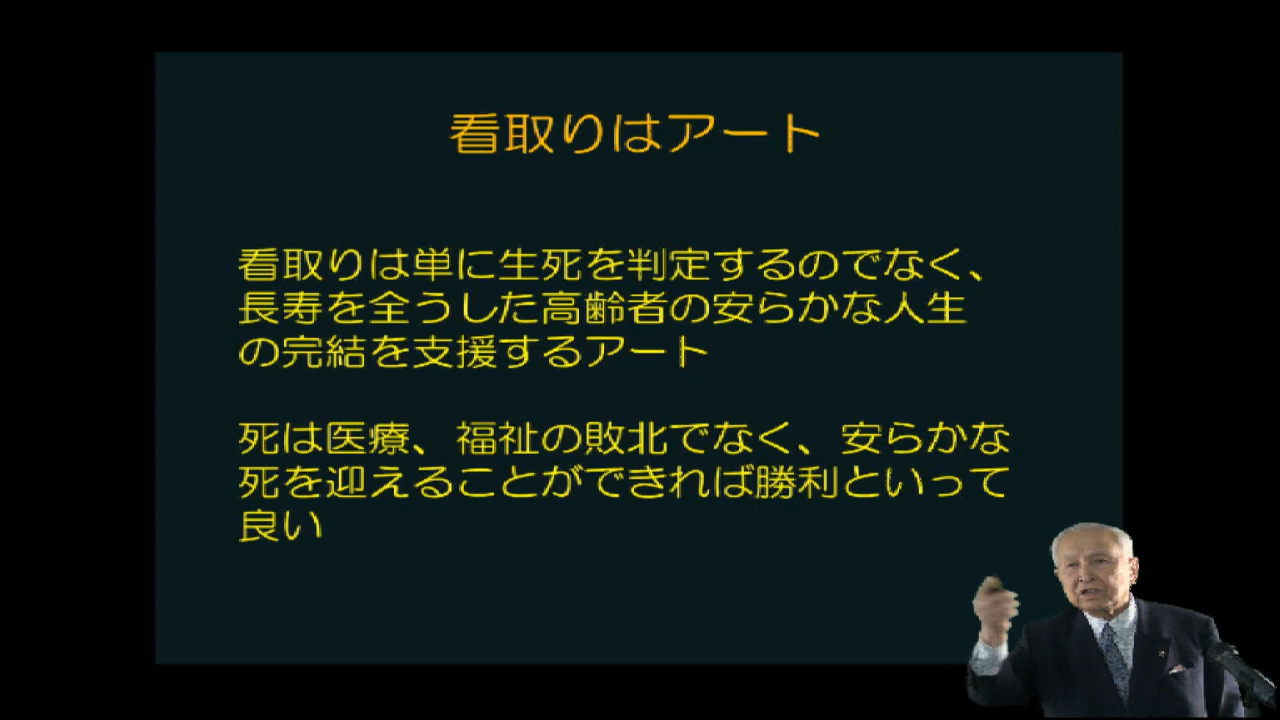 看取りはアート
看取りは単に生死を判定するのでなく、
長寿を全うした高齢者の安らかな人生
の完結を支援するアート
死は医療、福祉の敗北でなく、安らかな
死を迎えることができれば勝利といって
良い